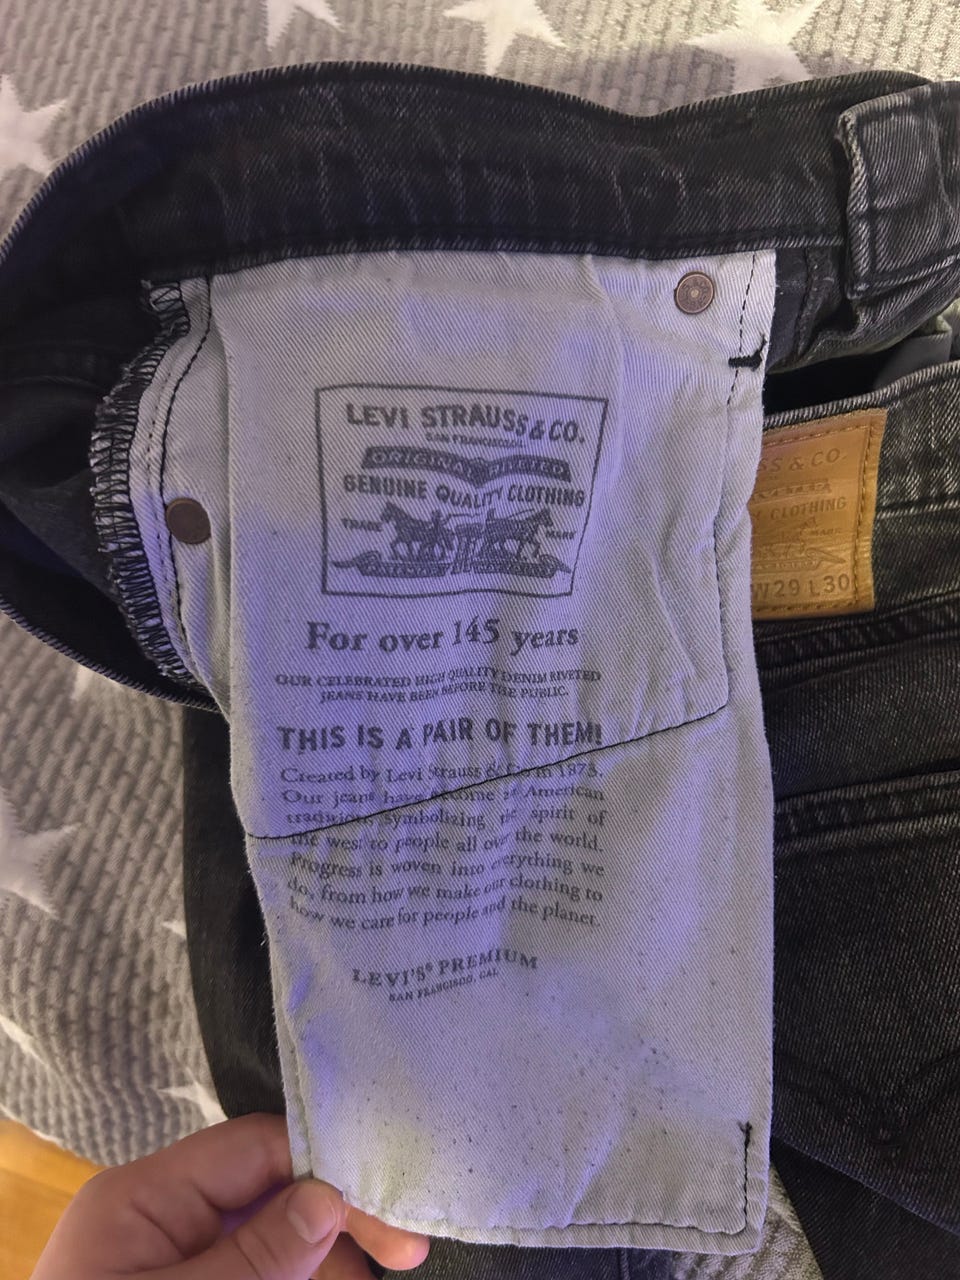 LEVI STRAUSS & CO.
SAN FRANCISCO
ORIGINAL RIVETED
GENUINE QUALITY CLOTHING
TRADE MARK
For over 145 years
OUR CELEBRATED HIGH QUALITY DENIM RIVETED
JEANS HAVE BEEN BEFORE THE PUBLIC.
THIS IS A PAIR OF THEM!
Created by Levi Strauss & Co in 1873.
Our jeans have become an American
tradition, symbolizing the spirit of
the west to people all over the world.
Progress is woven into everything we
do, from how we make our clothing to
how we care for people and the planet.
LEVI'S® PREMIUM
SAN FRANCISCO, CAL
SS & CO.
Y CLOTHING
MARK
W29 L30